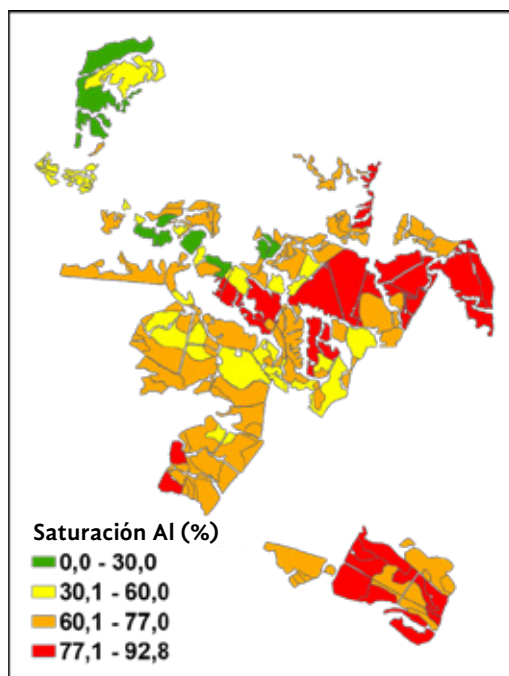 Saturación Al (%)
0,0 - 30,0
30,1 - 60,0
60,1 - 77,0
77,1 - 92,8